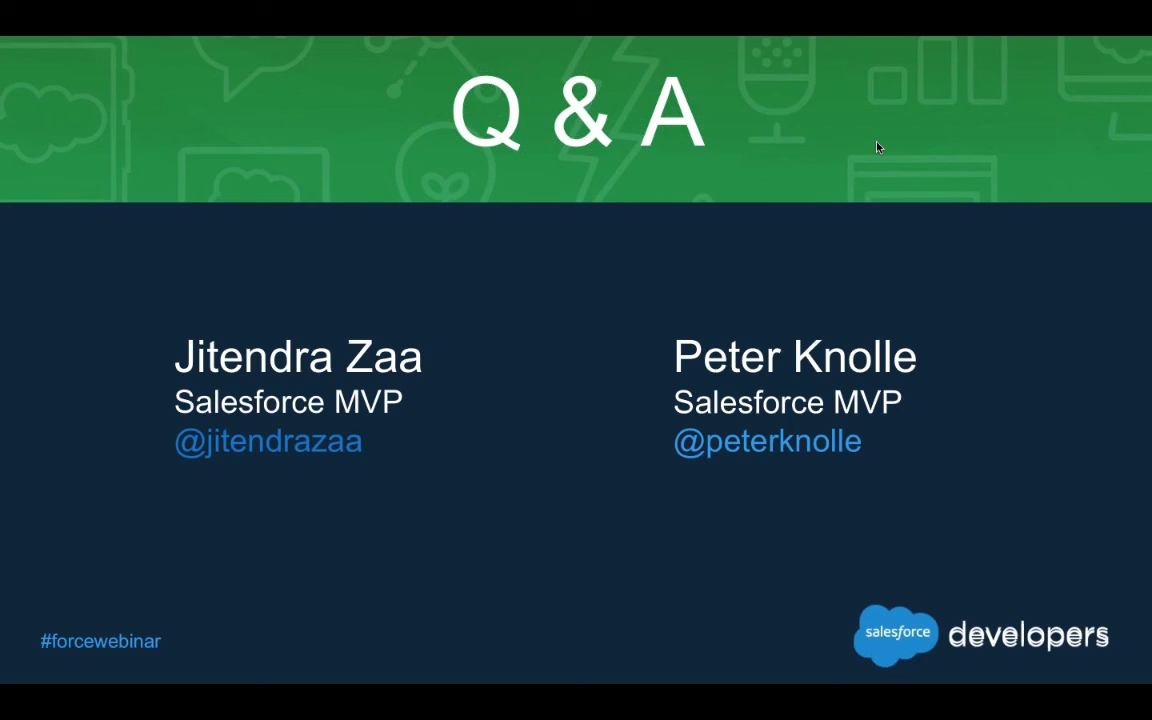 Q & A
Jitendra Zaa
Salesforce MVP
@jitendrazaa
Peter Knolle
Salesforce MVP
@peterknolle
#forcewebinar
salesforce developers